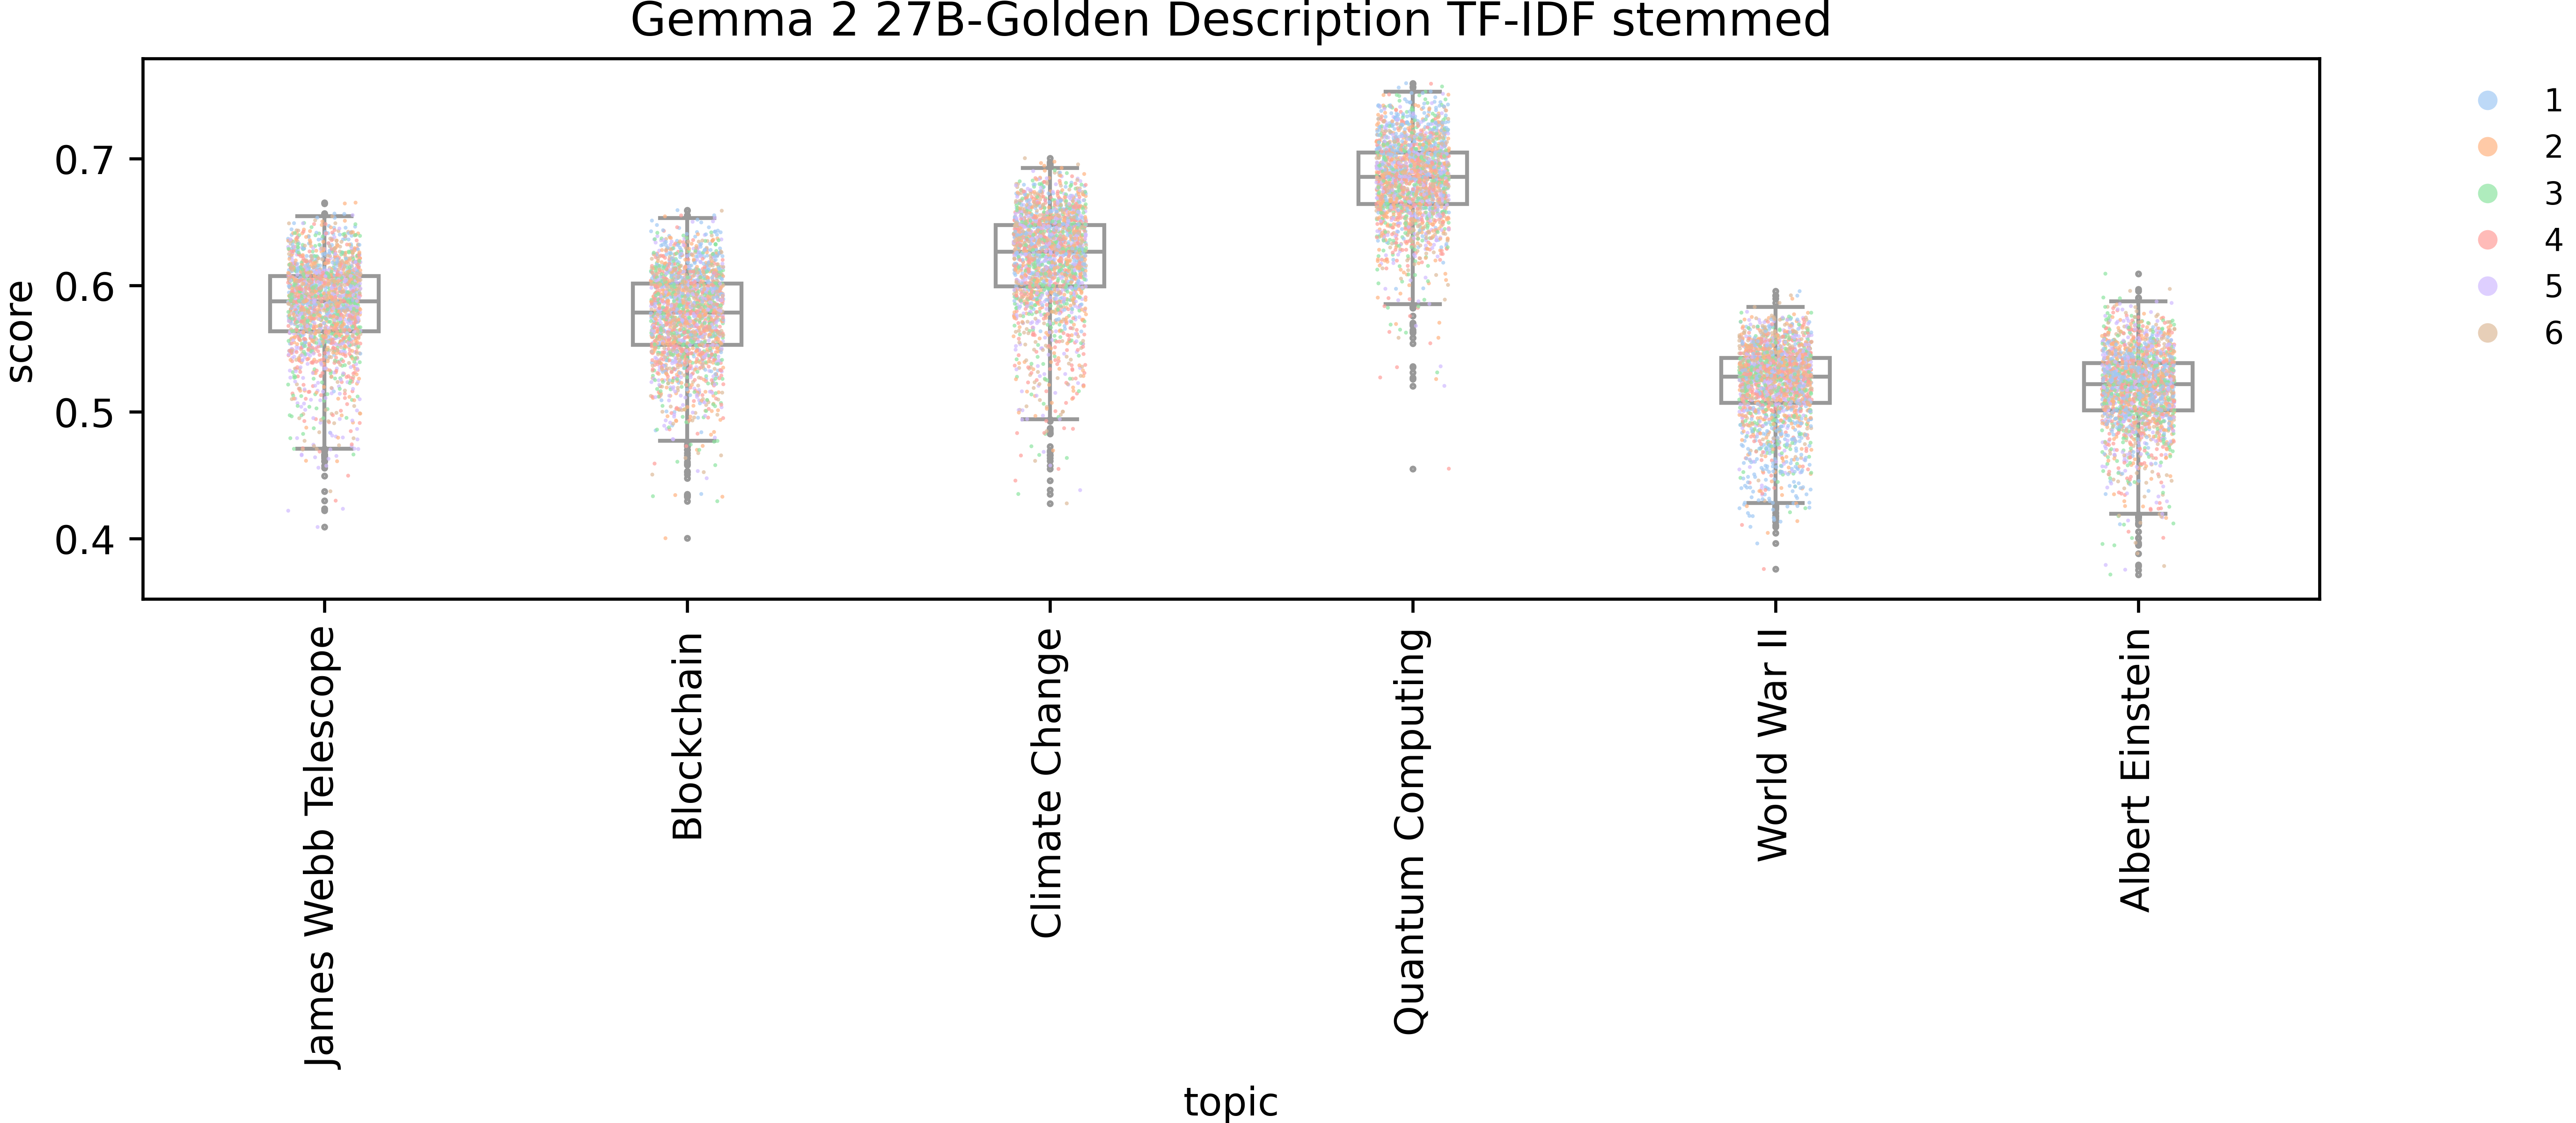 Gemma 2 27B-Golden Description TF-IDF stemmed
score
0.7
0.6
0.5
0.4
1
2
3
4
5
6
James Webb Telescope
Blockchain
Climate Change
Quantum Computing
World War II
Albert Einstein
topic